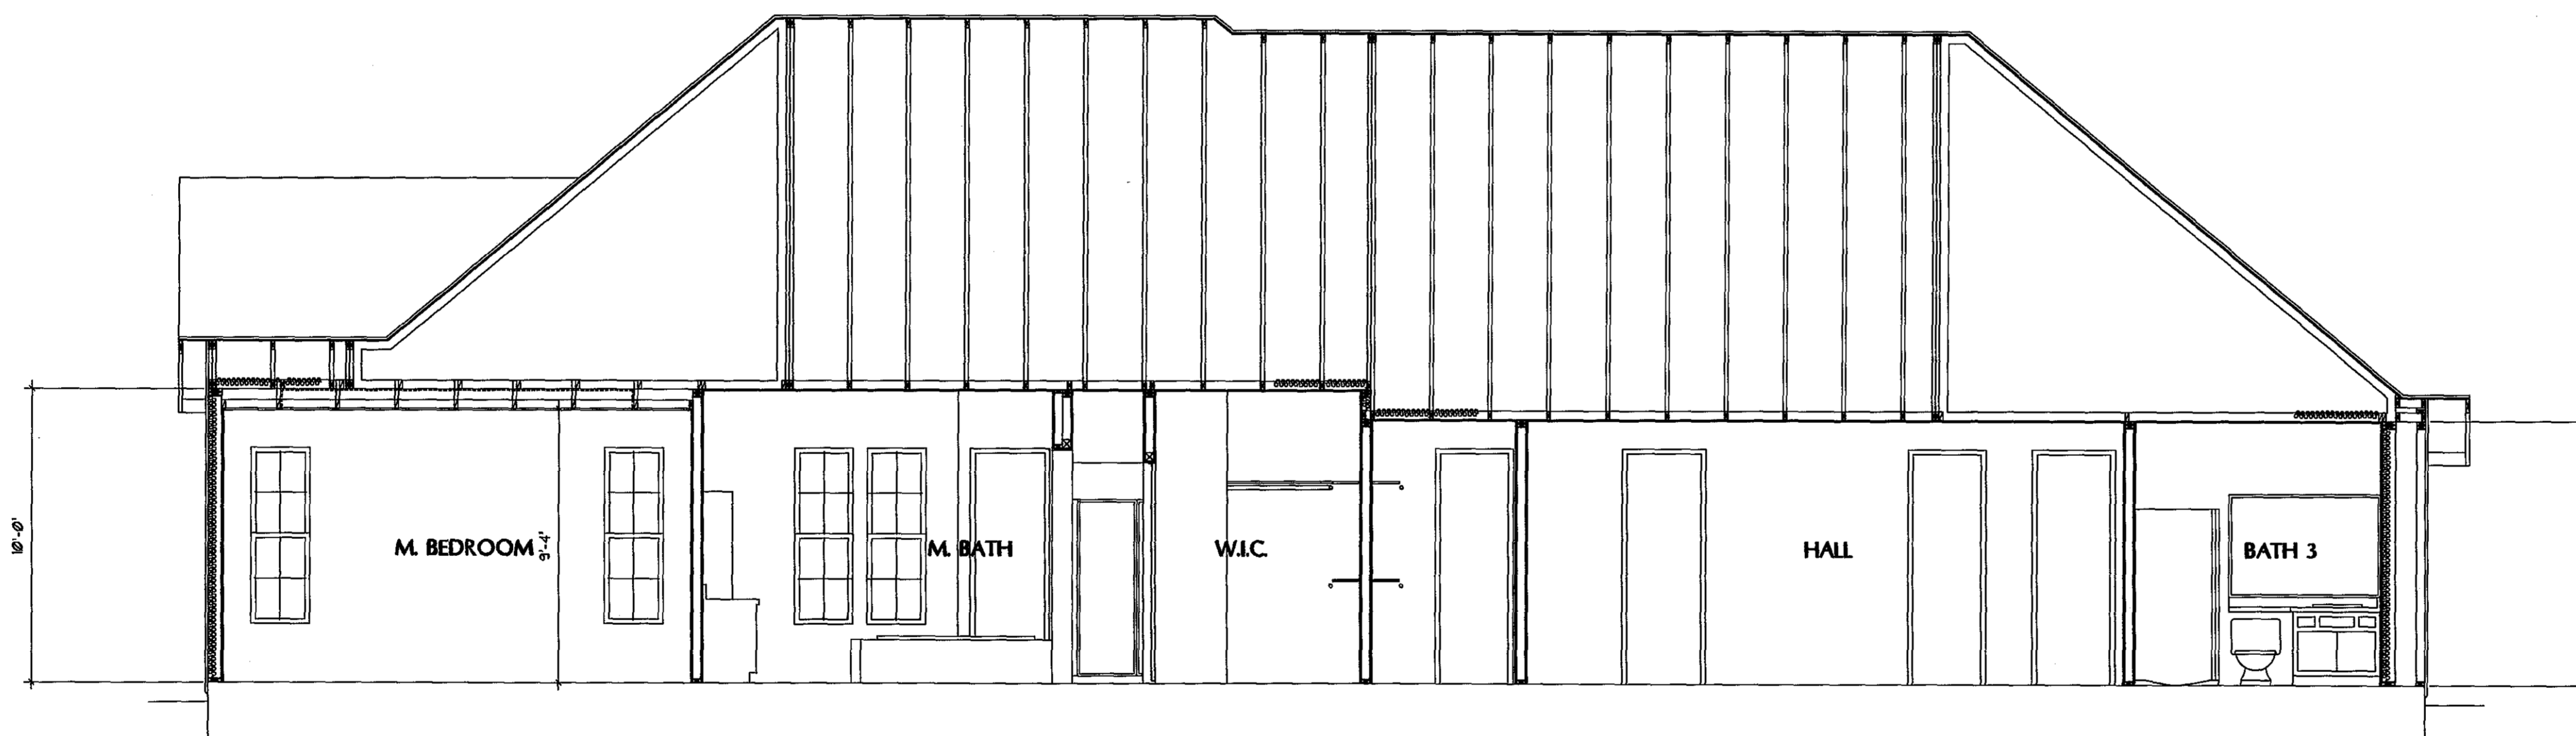 10'-0'
M. BEDROOM
9'-4'
M. BATH
W.I.C.
HALL
BATH 3